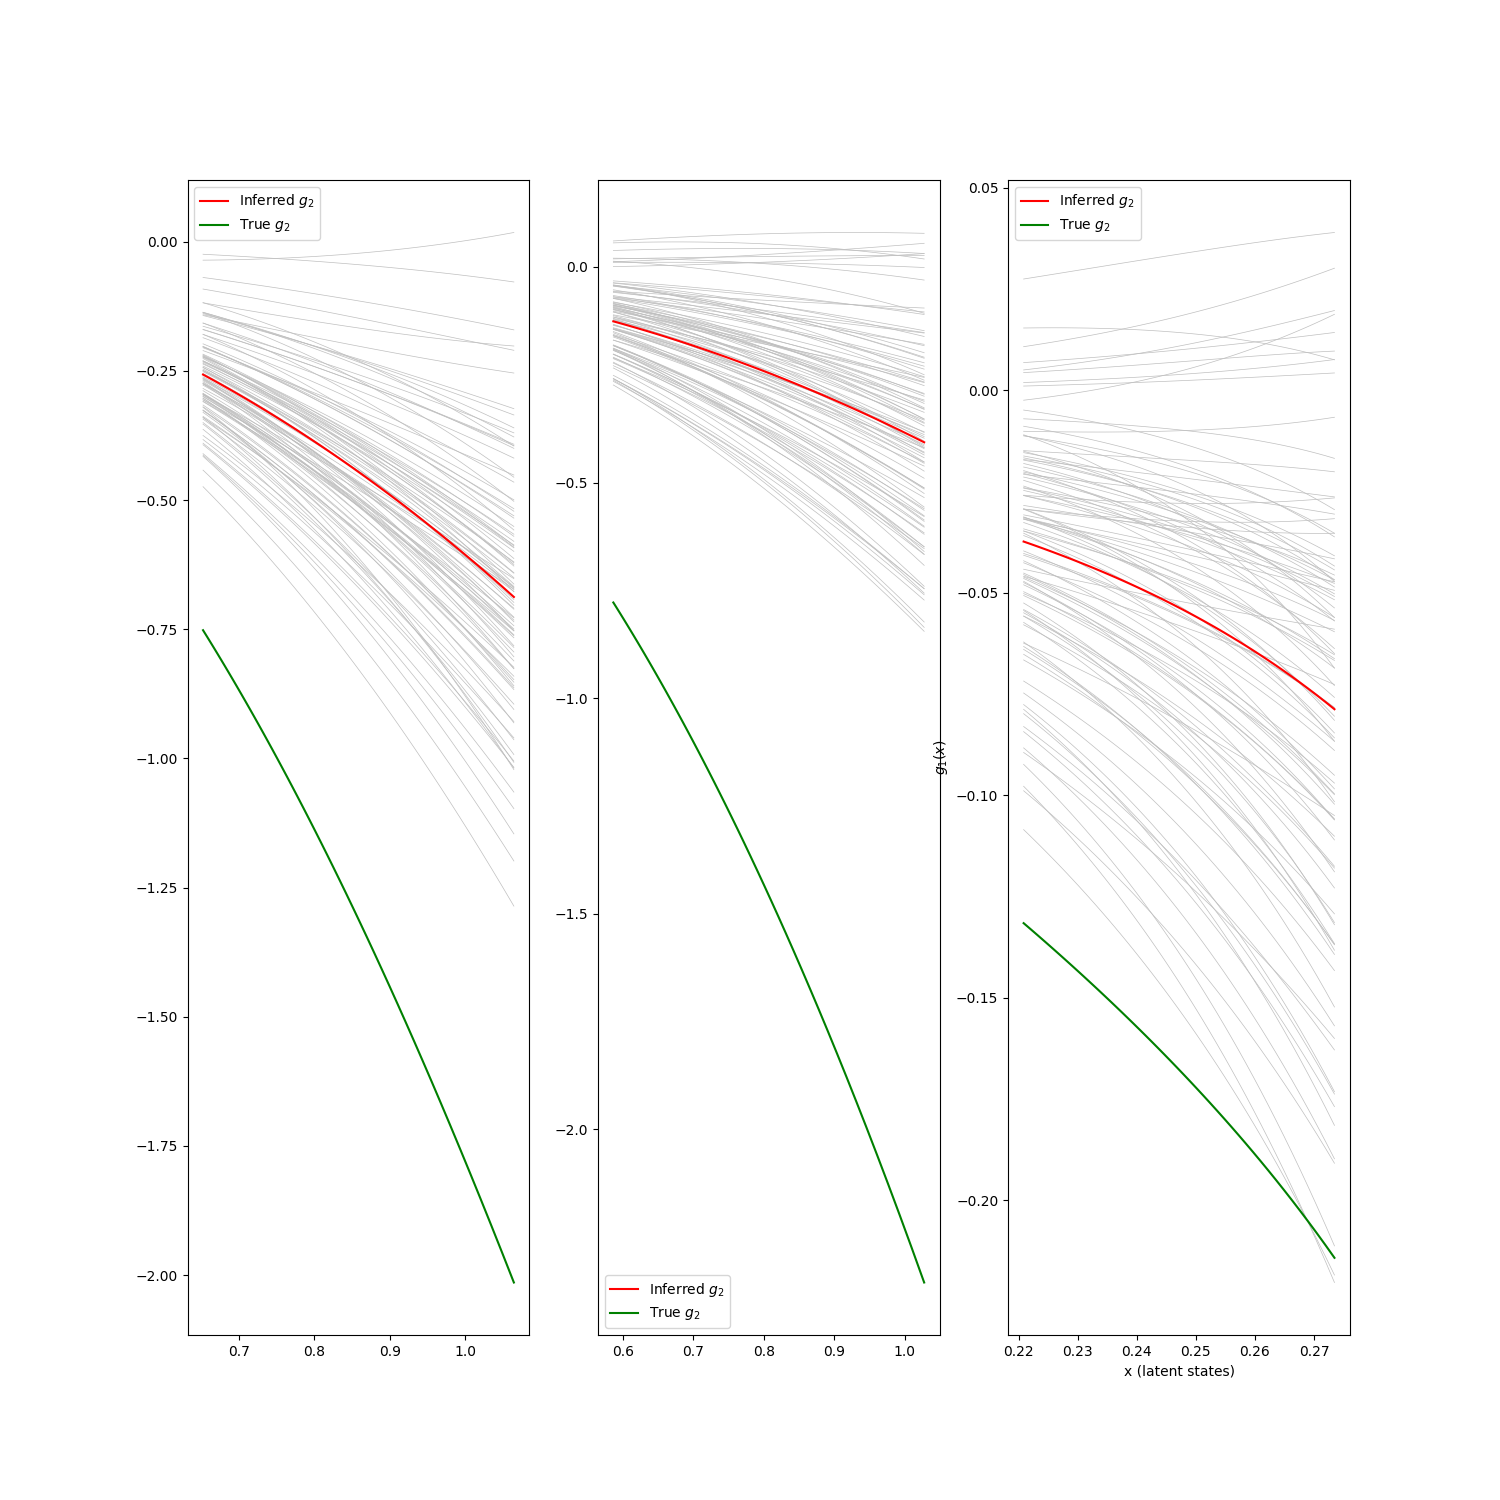 Inferred g₂
True g₂
0.00
−0.25
−0.50
−0.75
−1.00
−1.25
−1.50
−1.75
−2.00
0.7 0.8 0.9 1.0
0.0
−0.5
−1.0
−1.5
−2.0
Inferred g₂
True g₂
0.6 0.7 0.8 0.9 1.0
g₁(x)
Inferred g₂
True g₂
0.05
0.00
−0.05
−0.10
−0.15
−0.20
0.22 0.23 0.24 0.25 0.26 0.27
x (latent states)